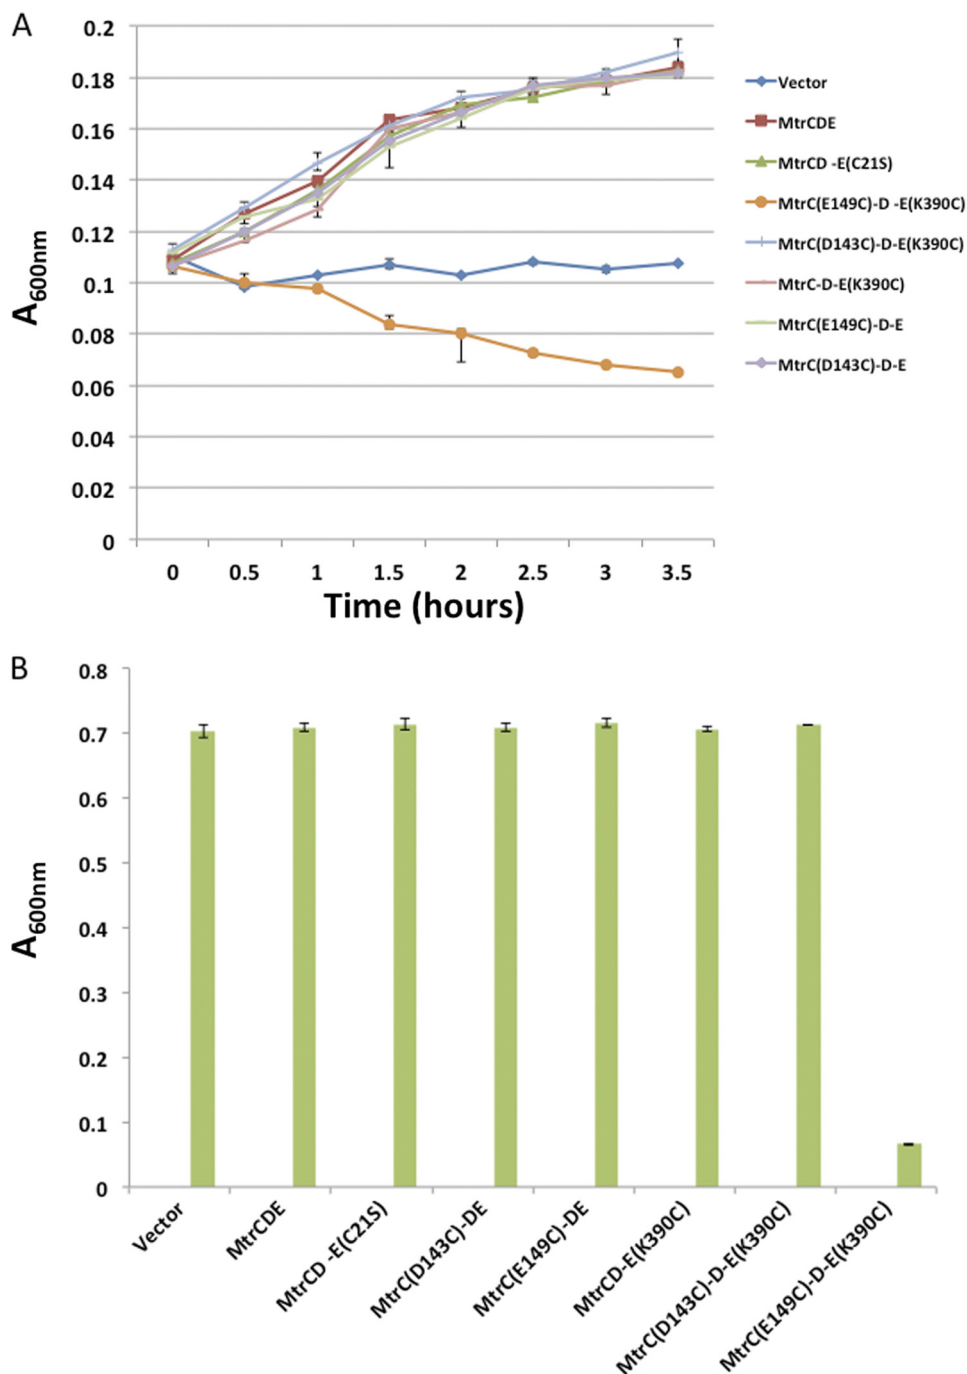 A
0.2
0.18
0.16
0.14
0.12
0.1
0.08
0.06
0.04
0.02
0
A600nm
0 0.5 1 1.5 2 2.5 3 3.5
Time (hours)
Vector
MtrCDE
MtrCD -E(C21S)
MtrC(E149C)-D -E(K390C)
MtrC(D143C)-D-E(K390C)
MtrC-D-E(K390C)
MtrC(E149C)-D-E
MtrC(D143C)-D-E
B
0.8
0.7
0.6
0.5
0.4
0.3
0.2
0.1
0
A600nm
Vector
MtrCDE
MtrCD -E(C21S)
MtrC(D143C)-DE
MtrC(E149C)-DE
MtrCD-E(K390C)
MtrC(D143C)-D-E(K390C)
MtrC(E149C)-D-E(K390C)